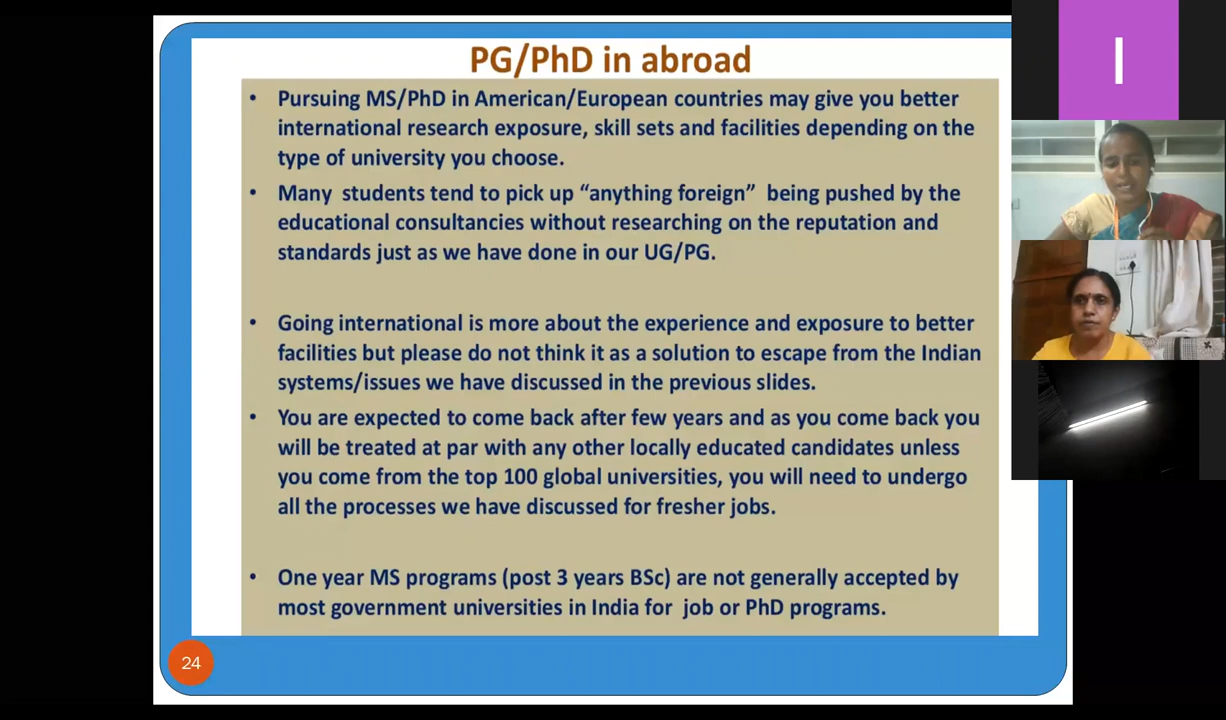 PG/PhD in abroad
• Pursuing MS/PhD in American/European countries may give you better
international research exposure, skill sets and facilities depending on the
type of university you choose.
• Many students tend to pick up “anything foreign” being pushed by the
educational consultancies without researching on the reputation and
standards just as we have done in our UG/PG.
• Going international is more about the experience and exposure to better
facilities but please do not think it as a solution to escape from the Indian
systems/issues we have discussed in the previous slides.
• You are expected to come back after few years and as you come back you
will be treated at par with any other locally educated candidates unless
you come from the top 100 global universities, you will need to undergo
all the processes we have discussed for fresher jobs.
• One year MS programs (post 3 years BSc) are not generally accepted by
most government universities in India for job or PhD programs.
24
I